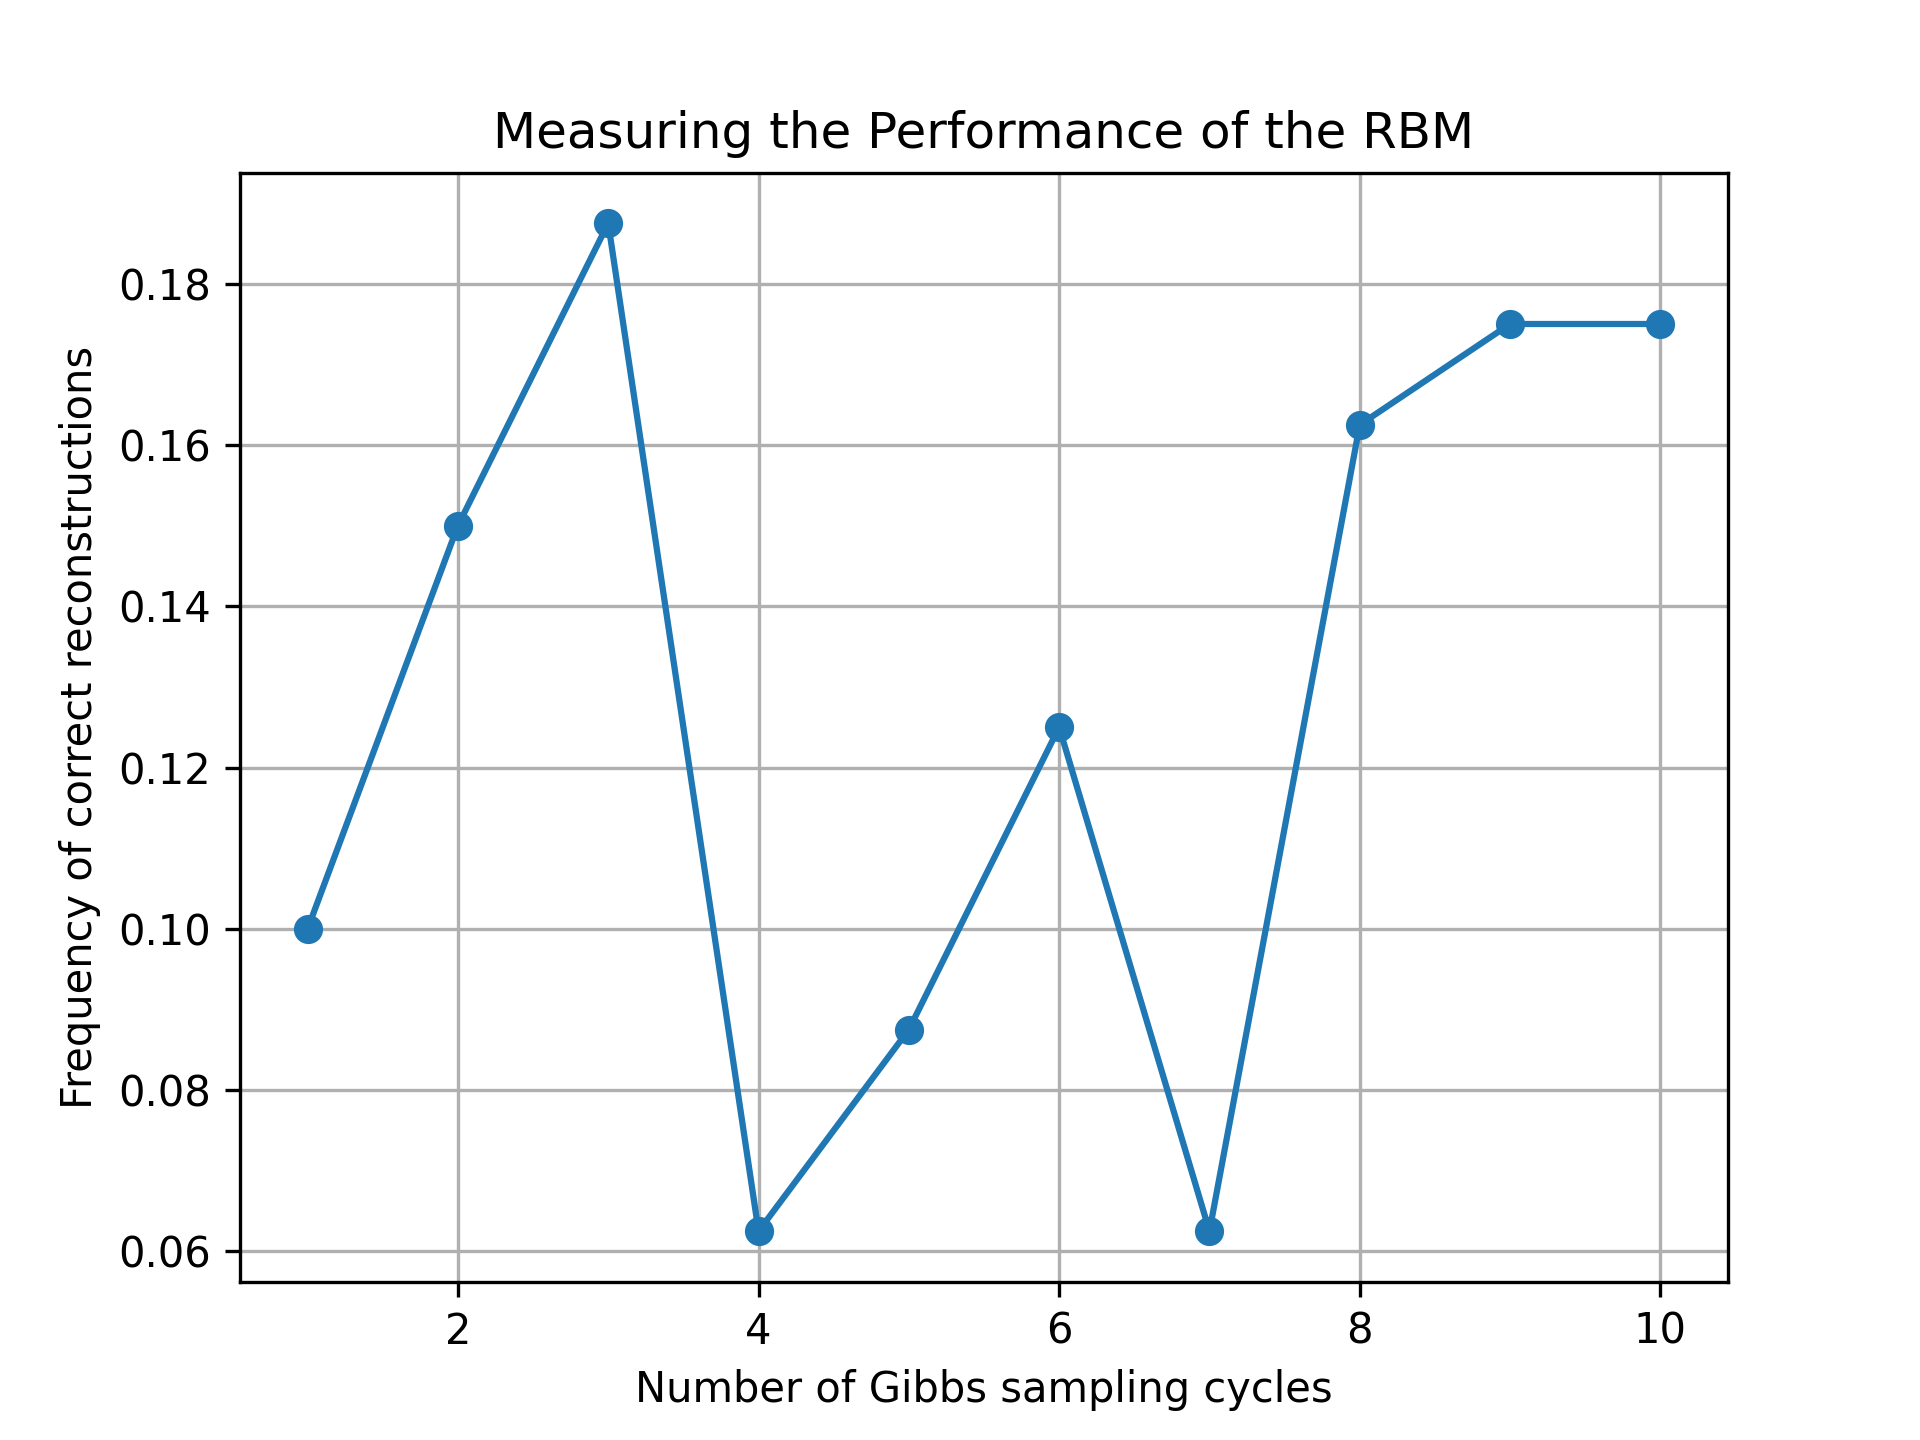 Measuring the Performance of the RBM
Frequency of correct reconstructions
0.18
0.16
0.14
0.12
0.10
0.08
0.06
2 4 6 8 10
Number of Gibbs sampling cycles